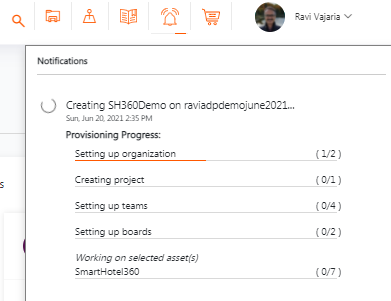 Ravi Vajaria
Notifications
Creating SH360Demo on raviadpdemojune2021...
Sun, Jun 20, 2021 2:35 PM
Provisioning Progress:
Setting up organization ( 1/2 )
Creating project ( 0/1 )
Setting up teams ( 0/4 )
Setting up boards ( 0/2 )
Working on selected asset(s)
SmartHotel360 ( 0/7 )